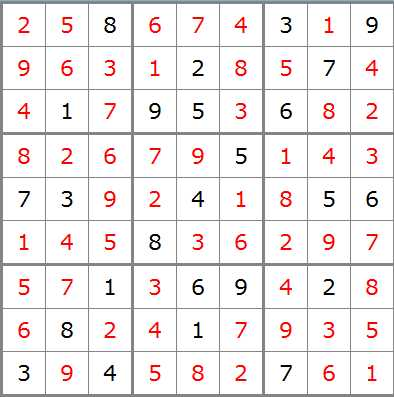 2 5 8 6 7 4 3 1 9
9 6 3 1 2 8 5 7 4
4 1 7 9 5 3 6 8 2
8 2 6 7 9 5 1 4 3
7 3 9 2 4 1 8 5 6
1 4 5 8 3 6 2 9 7
5 7 1 3 6 9 4 2 8
6 8 2 4 1 7 9 3 5
3 9 4 5 8 2 7 6 1